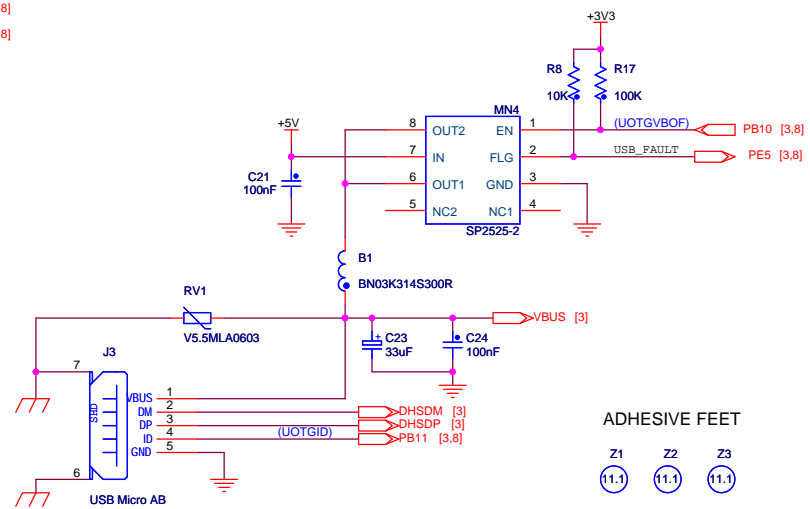 8]
8]
+3V3
R8
10K
R17
100K
MN4
+5V
8 OUT2 EN 1 (UOTGVBOF) PB10 [3,8]
7 IN FLG 2 USB_FAULT PE5 [3,8]
6 OUT1 GND 3
5 NC2 NC1 4
SP2525-2
C21
100nF
B1
BN03K314S300R
RV1
V5.5MLA0603
VBUS [3]
C23
33uF
+
C24
100nF
J3
7
SHD
VBUS 1
DM 2 DHSDM [3]
DP 3 DHSDP [3]
ID 4 (UOTGID) PB11 [3,8]
GND 5
6
USB Micro AB
ADHESIVE FEET
Z1 Z2 Z3
11.1 11.1 11.1